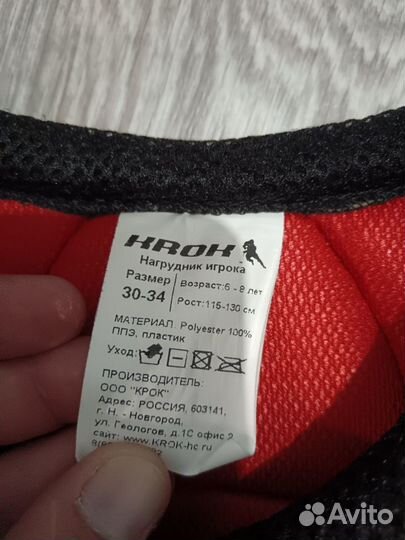 KROK
Нагрудник игрока
Размер
30-34
Возраст:6 - 8 лет
Рост:115-130 см
МАТЕРИАЛ: Polyester 100%
ППЭ, пластик
Уход:
ПРОИЗВОДИТЕЛЬ:
ООО "КРОК"
Адрес: РОССИЯ, 603141,
г. Н. - Новгород,
ул. Геологов, д.1С офис 2
сайт: www.KROK-hc.ru
Avito